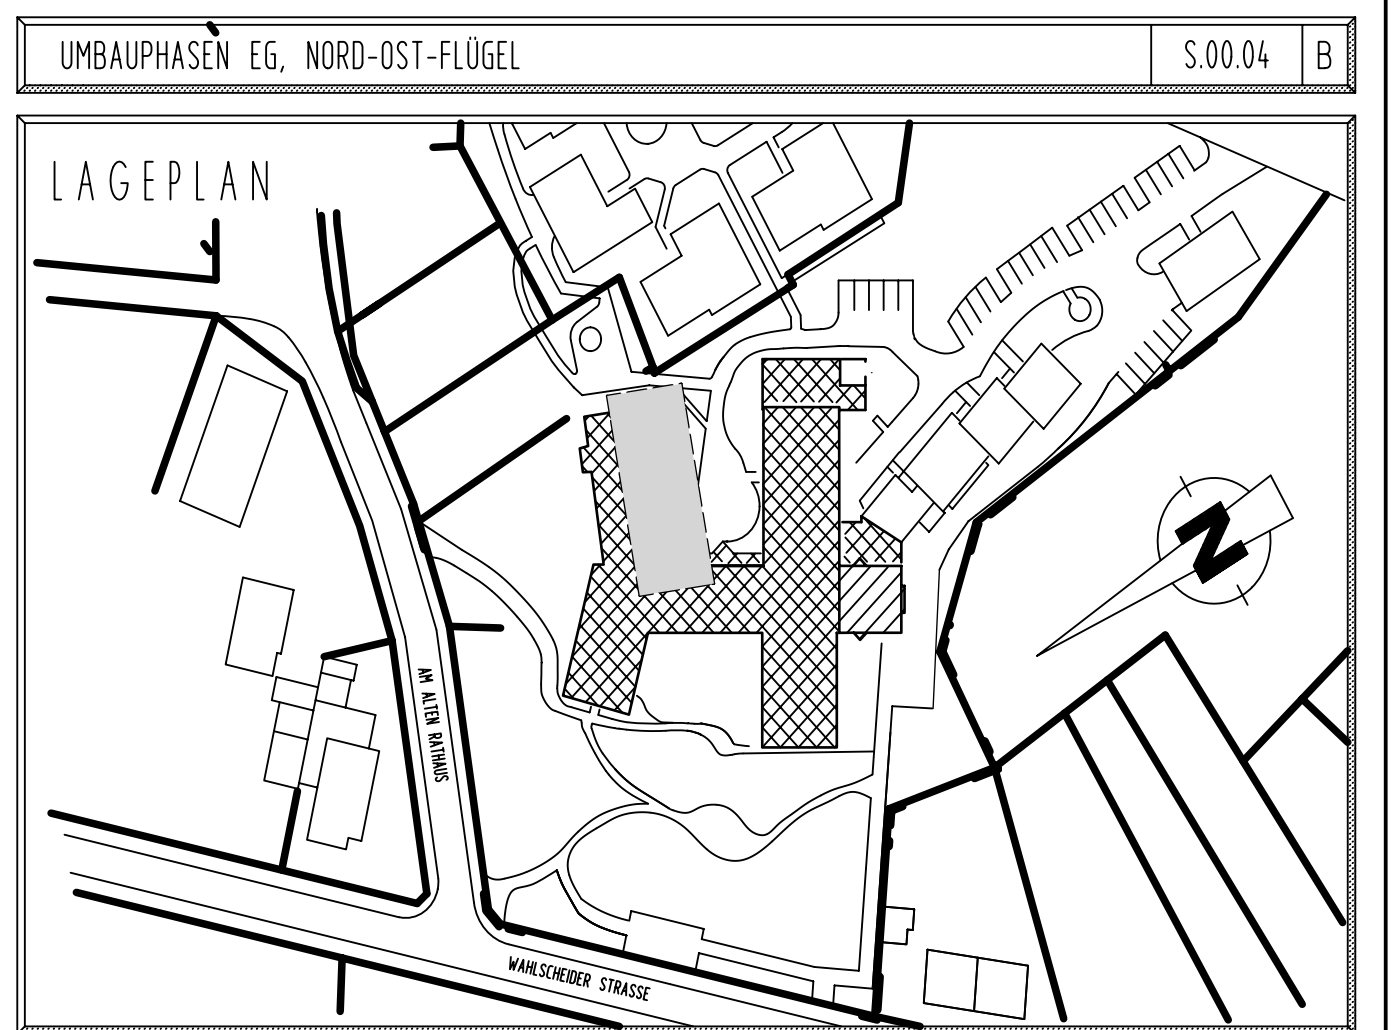 UMBAUPHASEN EG, NORD-OST-FLÜGEL S.00.04 B
LAGEPLAN
N
AM ALTEN RATHAUS
WAHLSCHEIDER STRASSE